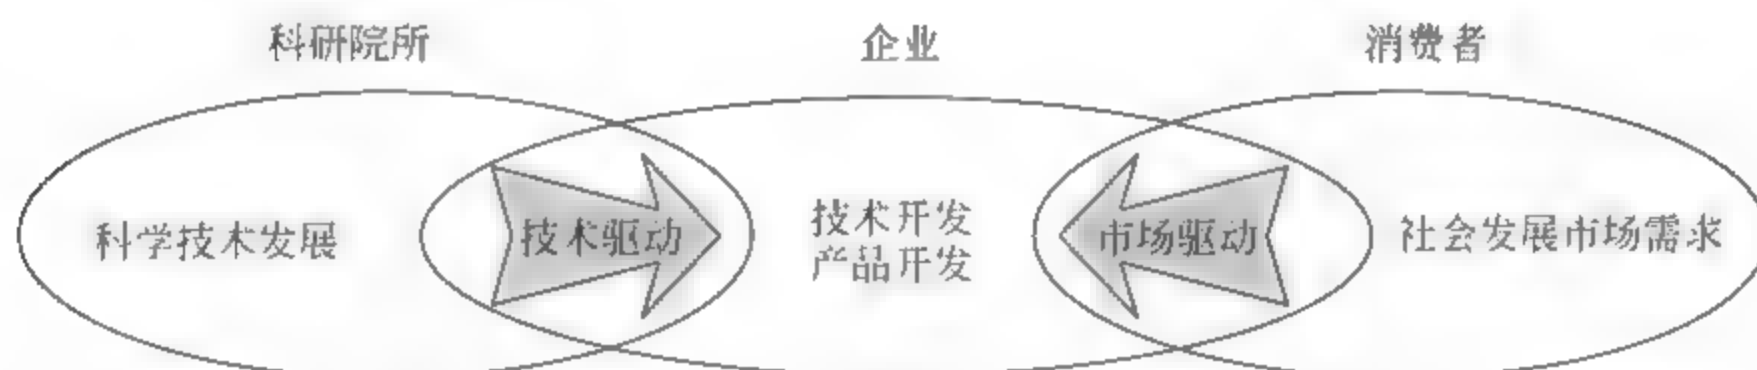 科研院所
企业
消费者
科学技术发展
技术驱动
技术开发
产品开发
市场驱动
社会发展市场需求